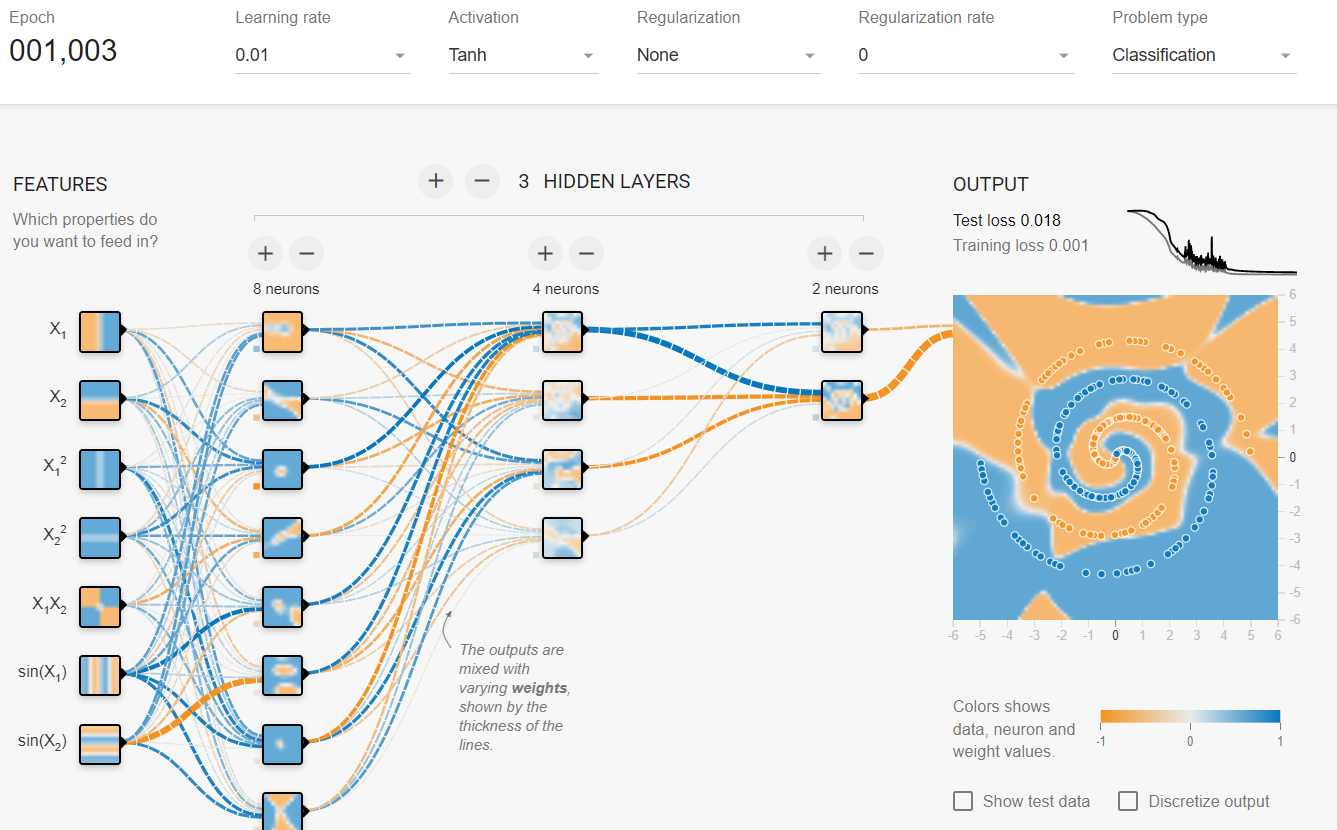 Epoch
001,003
Learning rate
0.01
Activation
Tanh
Regularization
None
Regularization rate
0
Problem type
Classification
FEATURES
Which properties do
you want to feed in?
+ − 3 HIDDEN LAYERS
+ −
8 neurons
+ −
4 neurons
+ −
2 neurons
X₁
X₂
X₁²
X₂²
X₁X₂
sin(X₁)
sin(X₂)
The outputs are
mixed with
varying weights,
shown by the
thickness of the
lines.
OUTPUT
Test loss 0.018
Training loss 0.001
6
5
4
3
2
1
0
-1
-2
-3
-4
-5
-6
-6 -5 -4 -3 -2 -1 0 1 2 3 4 5 6
Colors shows
data, neuron and
weight values.
-1 0 1
Show test data
Discretize output